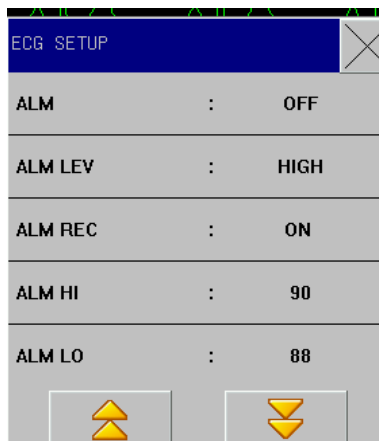 ECG SETUP
ALM : OFF
ALM LEV : HIGH
ALM REC : ON
ALM HI : 90
ALM LO : 88